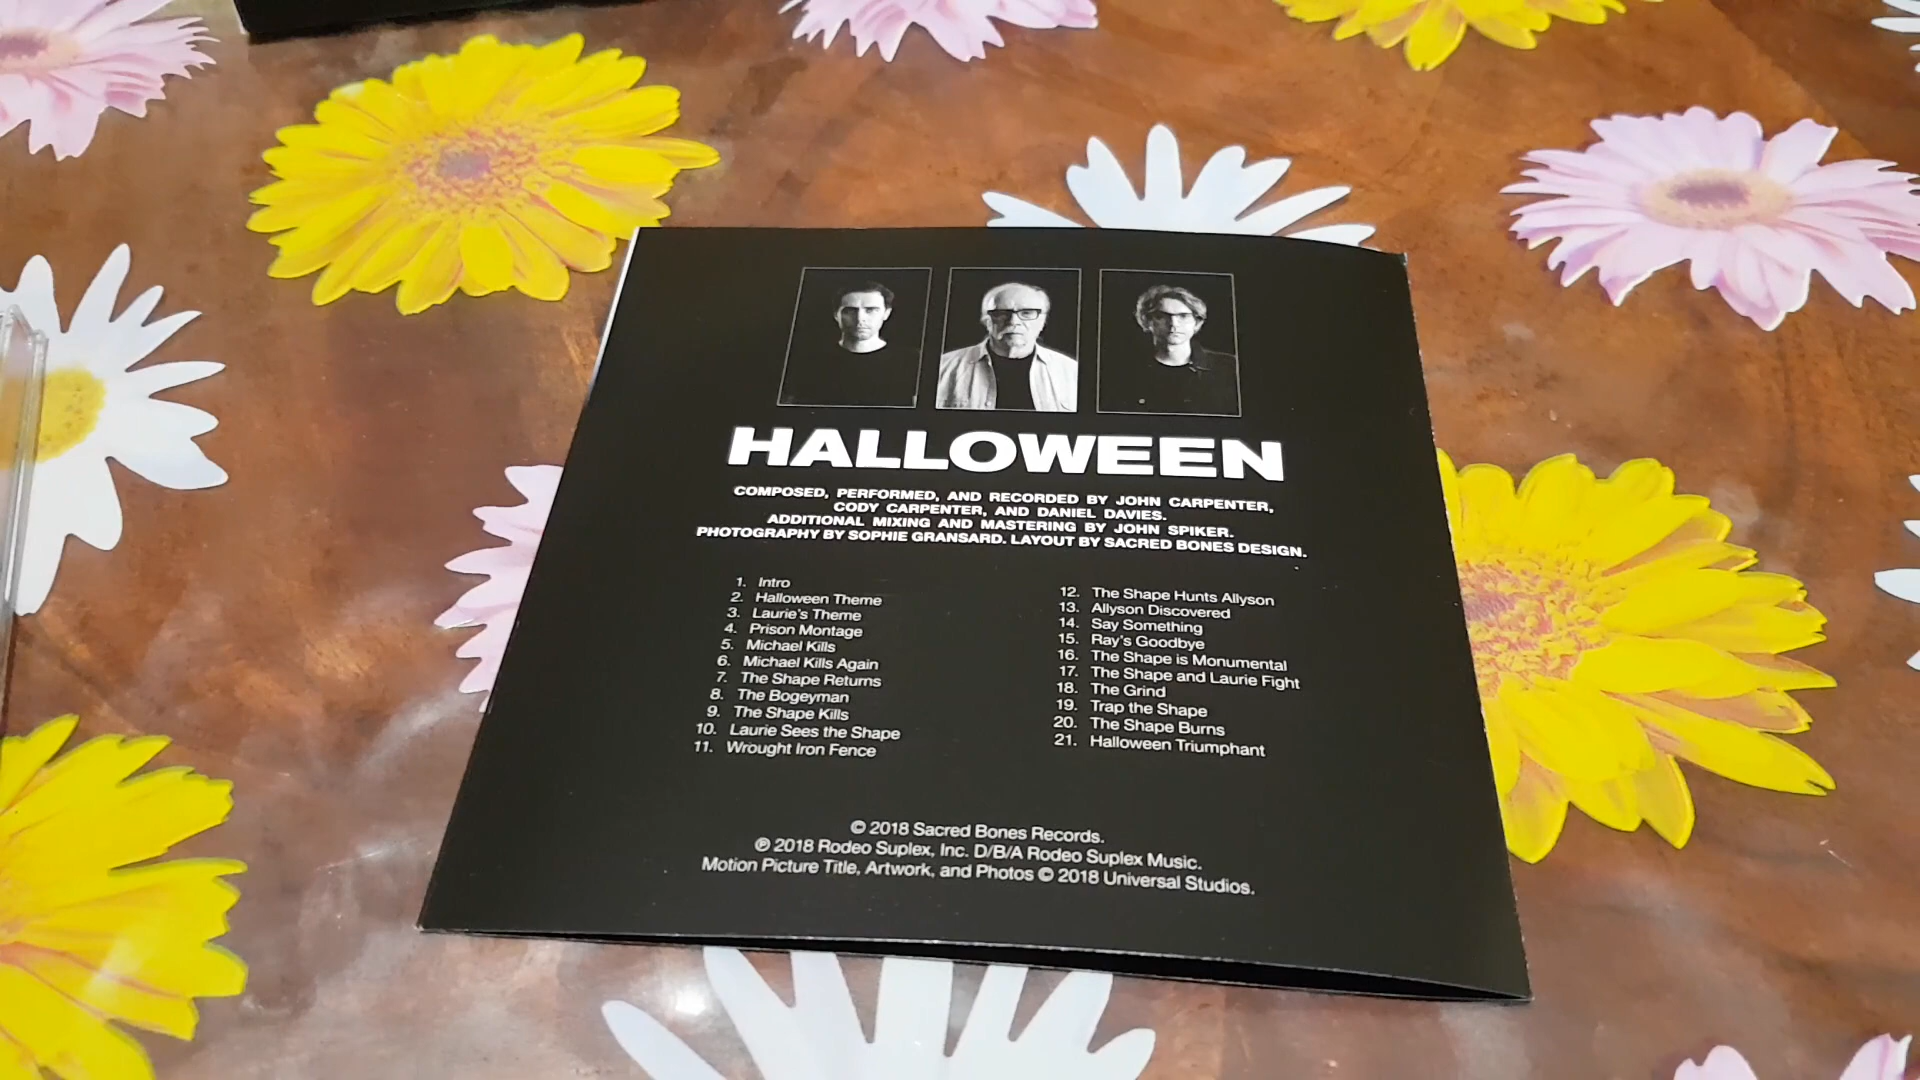 HALLOWEEN
COMPOSED, PERFORMED, AND RECORDED BY JOHN CARPENTER,
CODY CARPENTER, AND DANIEL DAVIES.
ADDITIONAL MIXING AND MASTERING BY JOHN SPIKER.
PHOTOGRAPHY BY SOPHIE GRANSARD. LAYOUT BY SACRED BONES DESIGN.
1. Intro
2. Halloween Theme
3. Laurie's Theme
4. Prison Montage
5. Michael Kills
6. Michael Kills Again
7. The Shape Returns
8. The Bogeyman
9. The Shape Kills
10. Laurie Sees the Shape
11. Wrought Iron Fence
12. The Shape Hunts Allyson
13. Allyson Discovered
14. Say Something
15. Ray's Goodbye
16. The Shape is Monumental
17. The Shape and Laurie Fight
18. The Grind
19. Trap the Shape
20. The Shape Burns
21. Halloween Triumphant
© 2018 Sacred Bones Records.
℗ 2018 Rodeo Suplex, Inc. D/B/A Rodeo Suplex Music.
Motion Picture Title, Artwork, and Photos © 2018 Universal Studios.